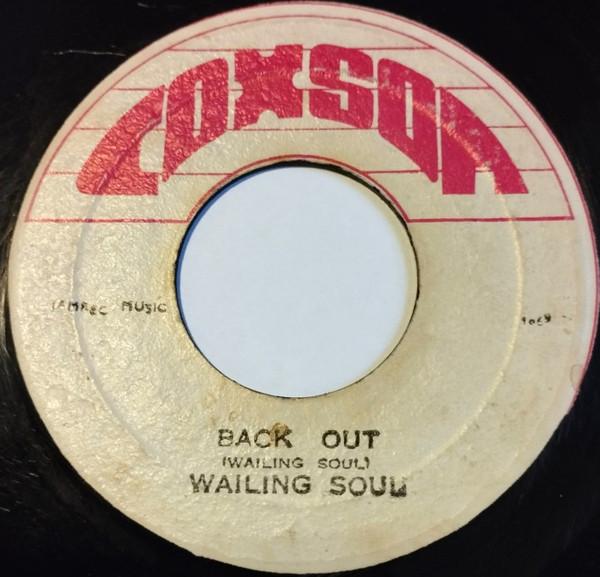 COXSON
JAMREC MUSIC
BACK OUT
(WAILING SOUL)
WAILING SOUL